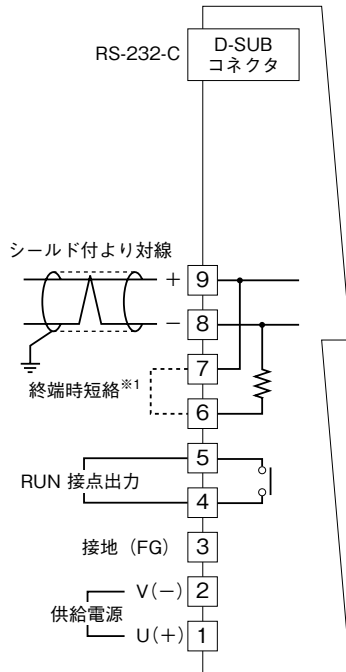 RS-232-C
D-SUB
コネクタ
シールド付より対線
+ 9
− 8
7
終端時短絡※1
6
5
RUN 接点出力
4
接地（FG） 3
V(−) 2
供給電源
U(+) 1